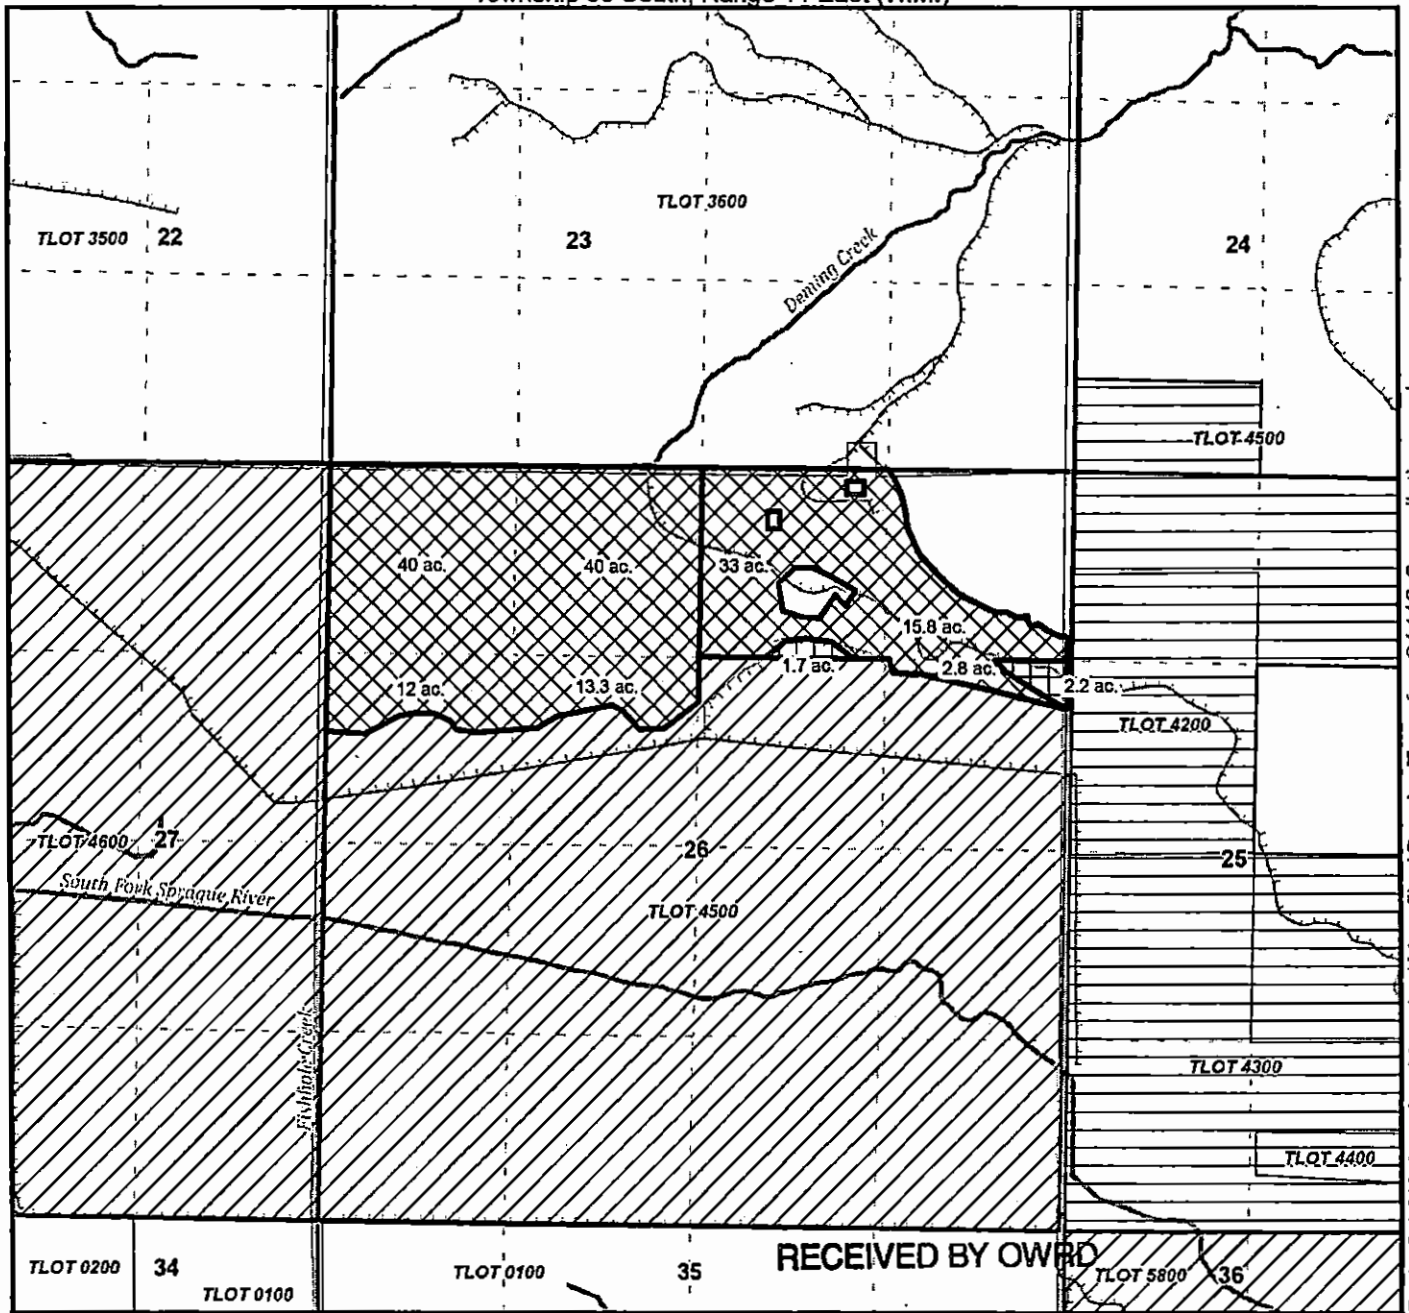 TLOT 3600
TLOT 3500 22
23
24
Deming Creek
TLOT 4500
40 ac.
40 ac.
33 ac.
15.8 ac.
1.7 ac.
2.8 ac.
2.2 ac.
12 ac.
13.3 ac.
TLOT 4200
TLOT 4600 27
26
25
South Fork Sprague River
TLOT 4500
Fishhole Creek
TLOT 4300
TLOT 4400
RECEIVED BY OWRD
TLOT 0200 34
TLOT 0100
TLOT 0100
35
TLOT 5800
36